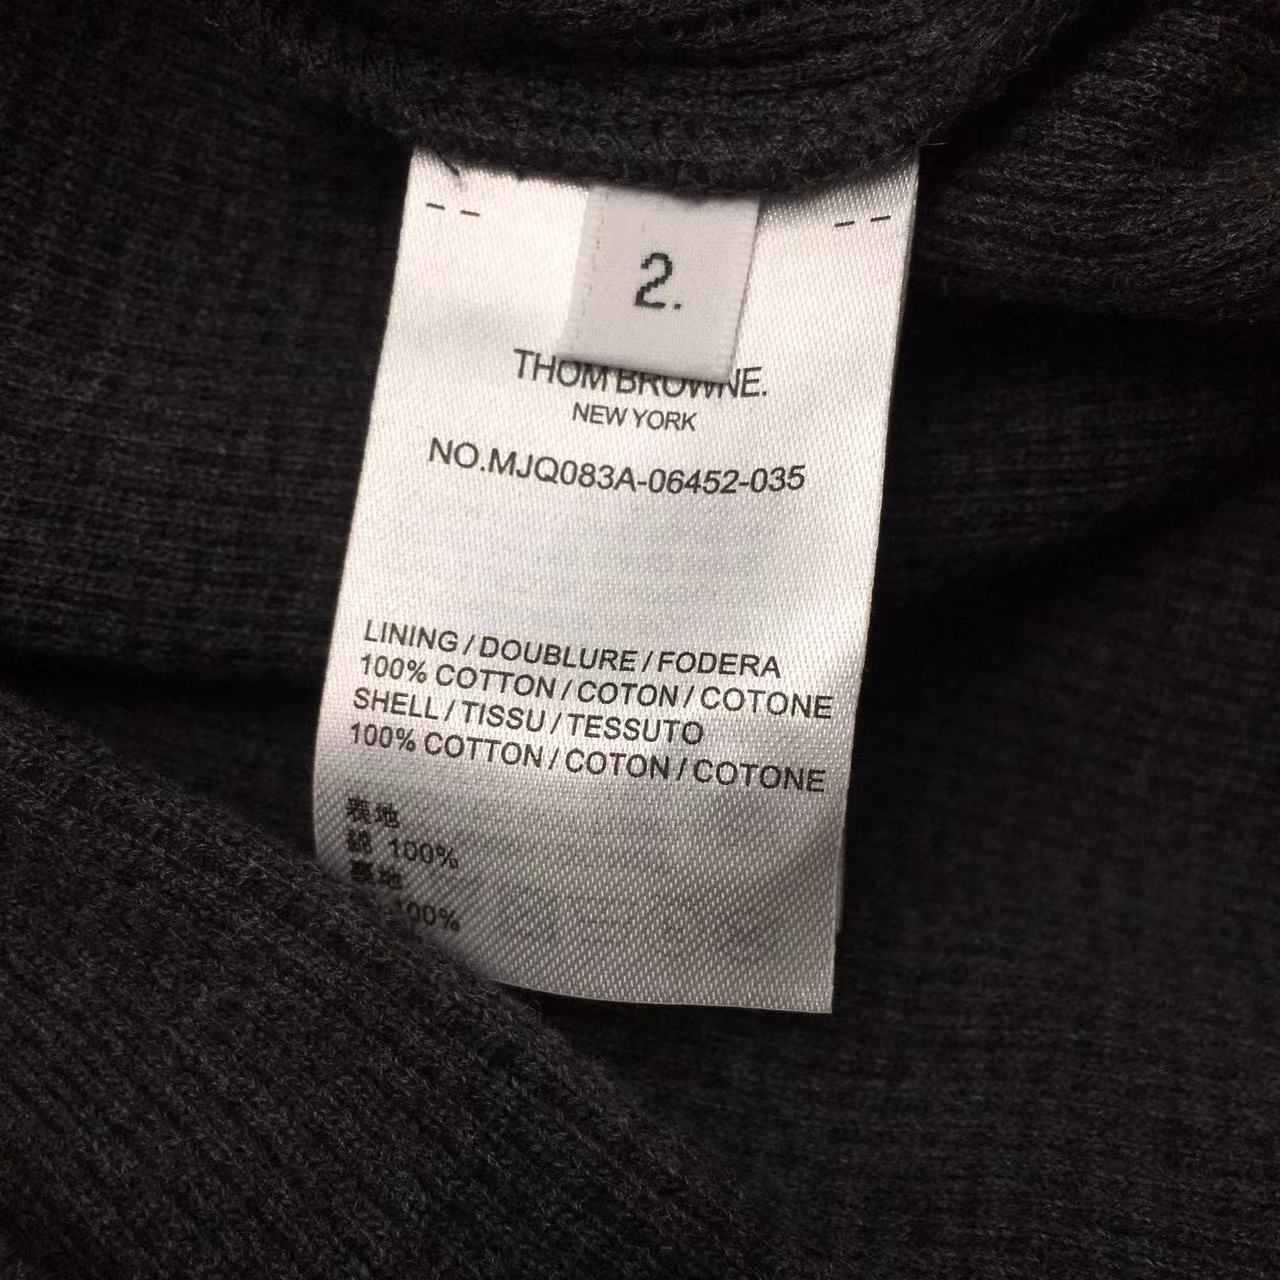 2.
THOM BROWNE.
NEW YORK
NO.MJQ083A-06452-035
LINING / DOUBLURE / FODERA
100% COTTON / COTON / COTONE
SHELL / TISSU / TESSUTO
100% COTTON / COTON / COTONE
表地
綿 100%
裏地
100%